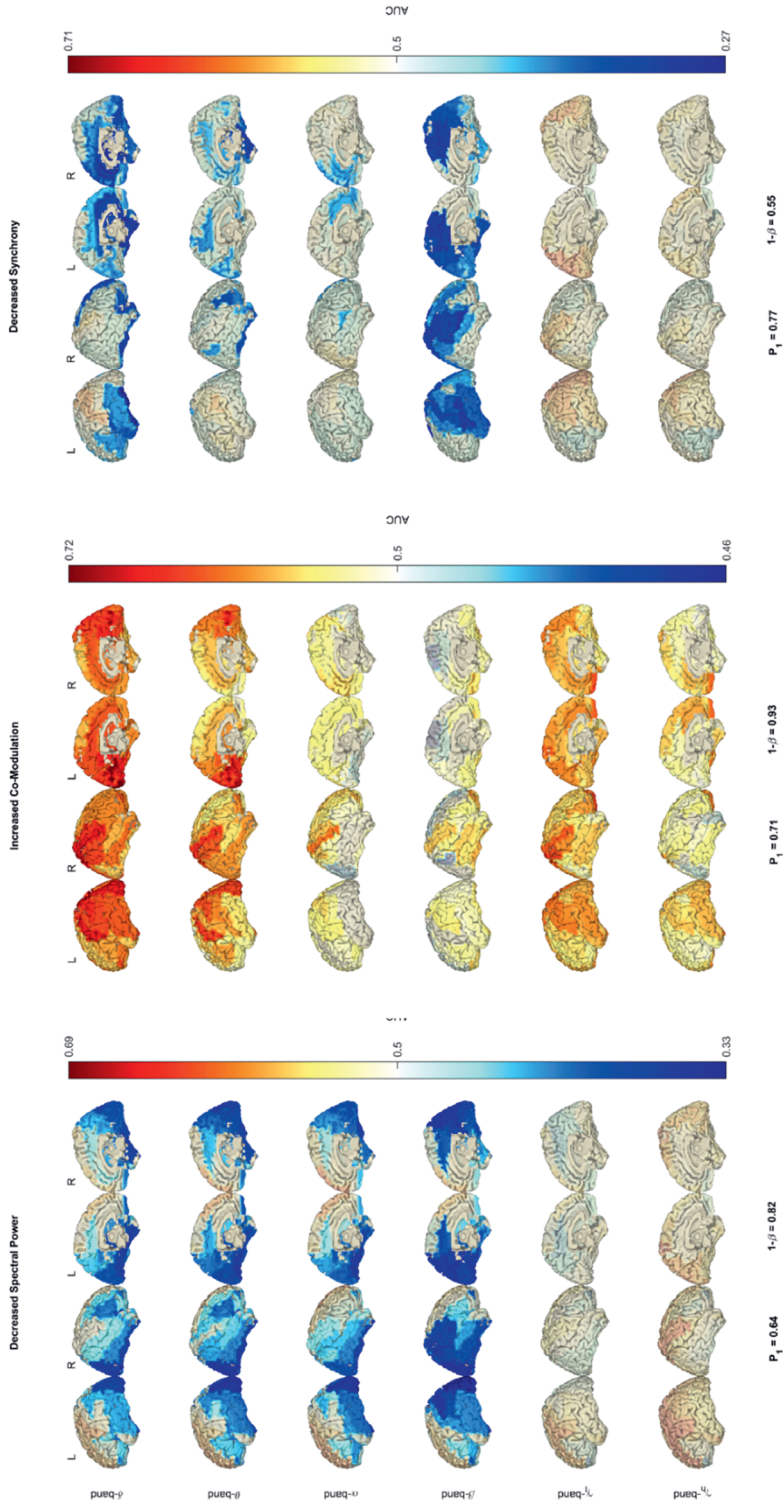 Decreased Spectral Power
L
R
L
R
δ-band
θ-band
α-band
β-band
γl-band
γh-band
0.69
0.5
0.33
P1 = 0.64
1-β = 0.82
Increased Co-Modulation
L
R
L
R
0.72
0.5
0.46
AUC
P1 = 0.71
1-β = 0.93
Decreased Synchrony
L
R
L
R
0.71
0.5
0.27
AUC
P1 = 0.77
1-β = 0.55